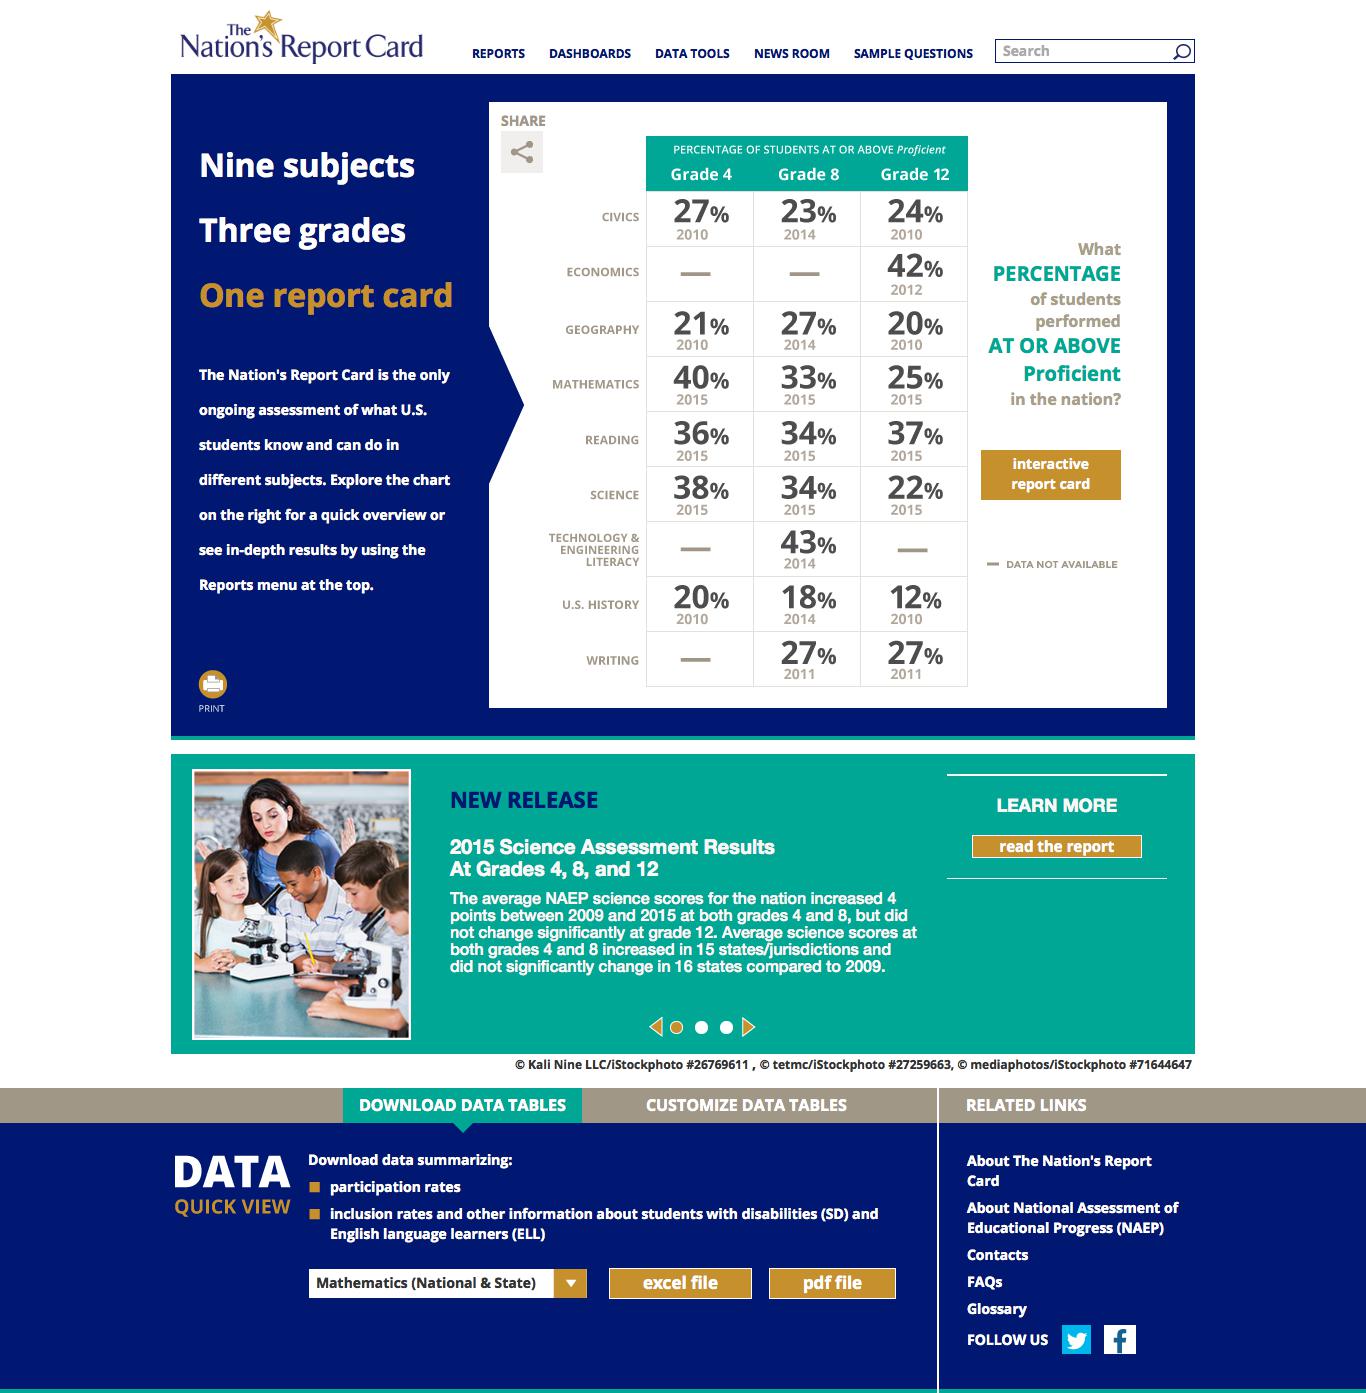 The
Nation's Report Card
REPORTS DASHBOARDS DATA TOOLS NEWS ROOM SAMPLE QUESTIONS Search
Nine subjects
Three grades
One report card
The Nation's Report Card is the only
ongoing assessment of what U.S.
students know and can do in
different subjects. Explore the chart
on the right for a quick overview or
see in-depth results by using the
Reports menu at the top.
PRINT
SHARE
PERCENTAGE OF STUDENTS AT OR ABOVE Proficient
Grade 4 Grade 8 Grade 12
CIVICS 27% 23% 24%
2010 2014 2010
ECONOMICS — — 42%
2012
GEOGRAPHY 21% 27% 20%
2010 2014 2010
MATHEMATICS 40% 33% 25%
2015 2015 2015
READING 36% 34% 37%
2015 2015 2015
SCIENCE 38% 34% 22%
2015 2015 2015
TECHNOLOGY &
ENGINEERING
LITERACY
— 43% —
2014
U.S. HISTORY 20% 18% 12%
2010 2014 2010
WRITING — 27% 27%
2011 2011
What
PERCENTAGE
of students
performed
AT OR ABOVE
Proficient
in the nation?
interactive
report card
— DATA NOT AVAILABLE
NEW RELEASE
2015 Science Assessment Results
At Grades 4, 8, and 12
The average NAEP science scores for the nation increased 4
points between 2009 and 2015 at both grades 4 and 8, but did
not change significantly at grade 12. Average science scores at
both grades 4 and 8 increased in 15 states/jurisdictions and
did not significantly change in 16 states compared to 2009.
LEARN MORE
read the report
© Kali Nine LLC/iStockphoto #26769611 , © tetmc/iStockphoto #27259663, © mediaphotos/iStockphoto #71644647
DOWNLOAD DATA TABLES CUSTOMIZE DATA TABLES RELATED LINKS
DATA
QUICK VIEW
Download data summarizing:
participation rates
inclusion rates and other information about students with disabilities (SD) and
English language learners (ELL)
Mathematics (National & State) excel file pdf file
About The Nation's Report
Card
About National Assessment of
Educational Progress (NAEP)
Contacts
FAQs
Glossary
FOLLOW US